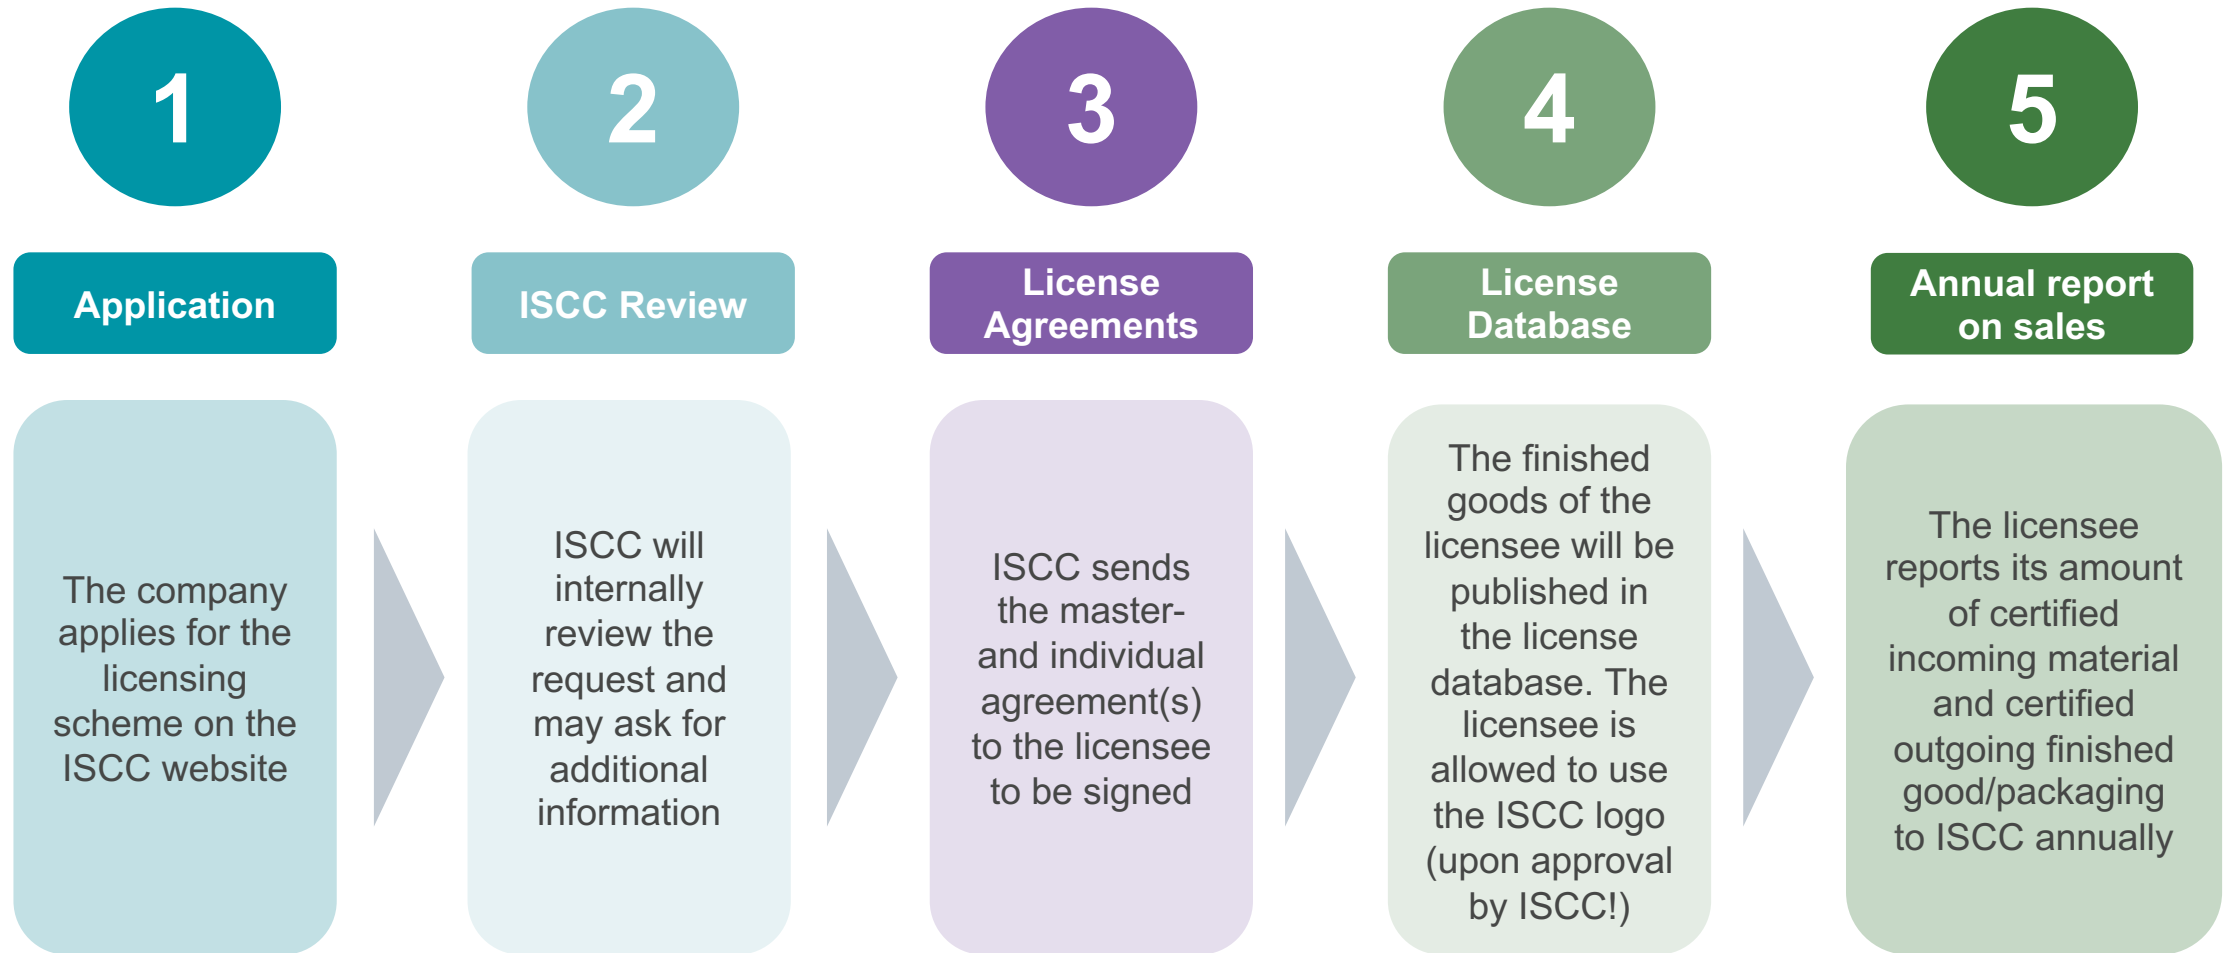 1
2
3
4
5
Application
ISCC Review
License
Agreements
License
Database
Annual report
on sales
The company
applies for the
licensing
scheme on the
ISCC website
ISCC will
internally
review the
request and
may ask for
additional
information
ISCC sends
the master-
and individual
agreement(s)
to the licensee
to be signed
The finished
goods of the
licensee will be
published in
the license
database. The
licensee is
allowed to use
the ISCC logo
(upon approval
by ISCC!)
The licensee
reports its amount
of certified
incoming material
and certified
outgoing finished
good/packaging
to ISCC annually